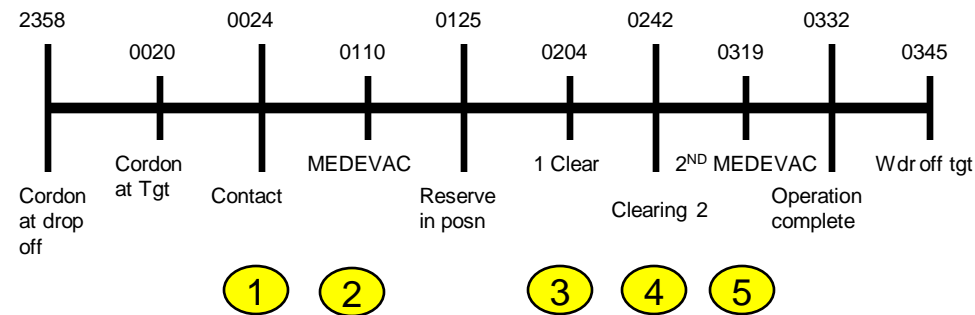 2358
0024
0125
0242
0332
0020
0110
0204
0319
0345
Cordon
at Tgt
MEDEVAC
1 Clear
2ND MEDEVAC
Wdr off tgt
Cordon
at drop
off
Contact
Reserve
in posn
Clearing 2
Operation
complete
1
2
3
4
5